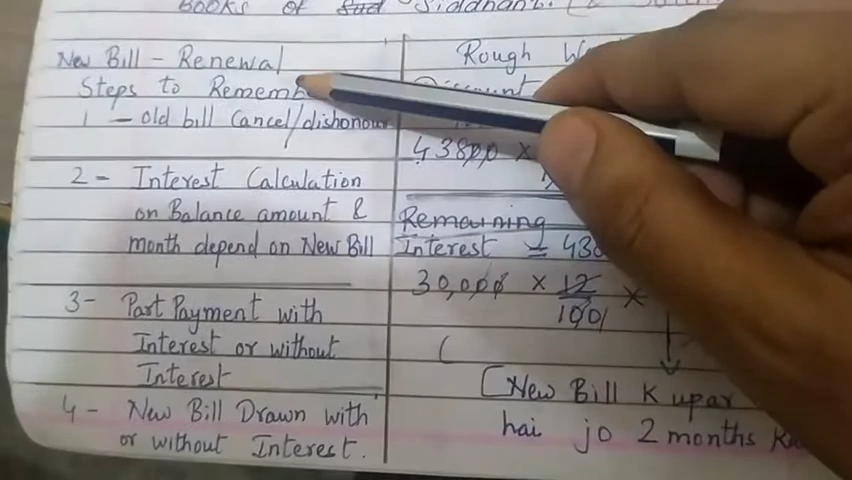 Books of Siddhant.
New Bill - Renewal
Steps to
1 - old bill Cancel/dishonour
2 - Interest Calculation
on Balance amount &
month depend on New Bill
3 - Part Payment with
Interest or without
Interest
4 - New Bill Drawn with
or without Interest.
Rough
Discount
43800 ×
Remaining
Interest = 430
30,000 × 12/100 ×
(
[New Bill K upar
hai jo 2 months